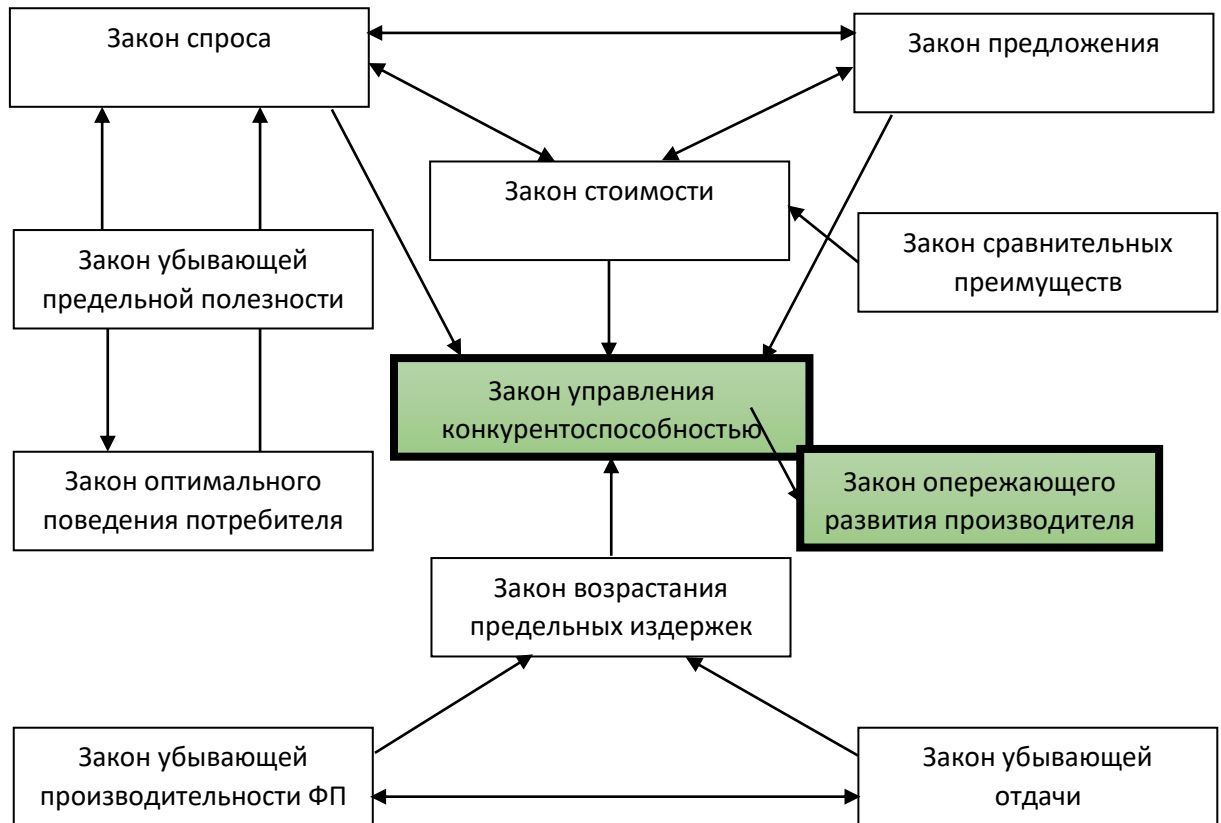 Закон спроса
Закон предложения
Закон стоимости
Закон сравнительных
преимуществ
Закон убывающей
предельной полезности
Закон управления
конкурентоспособностью
Закон оптимального
поведения потребителя
Закон опережающего
развития производителя
Закон возрастания
предельных издержек
Закон убывающей
производительности ФП
Закон убывающей
отдачи